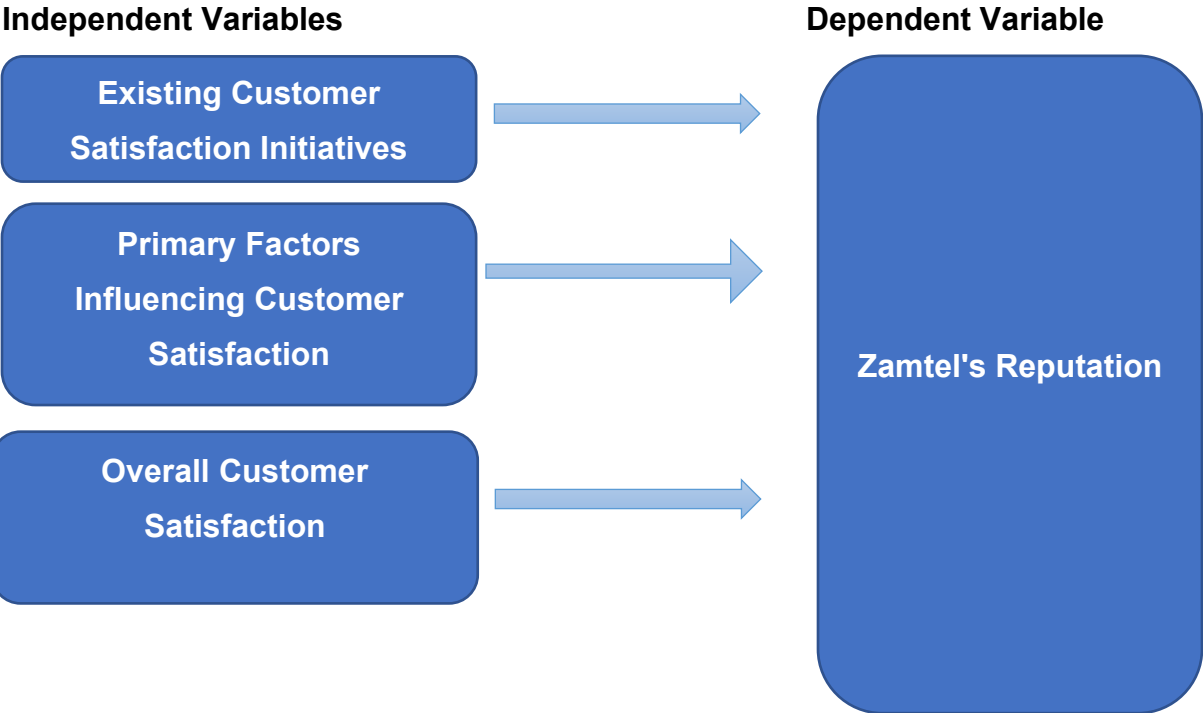 Independent Variables
Dependent Variable
Existing Customer
Satisfaction Initiatives
Primary Factors
Influencing Customer
Satisfaction
Overall Customer
Satisfaction
Zamtel's Reputation